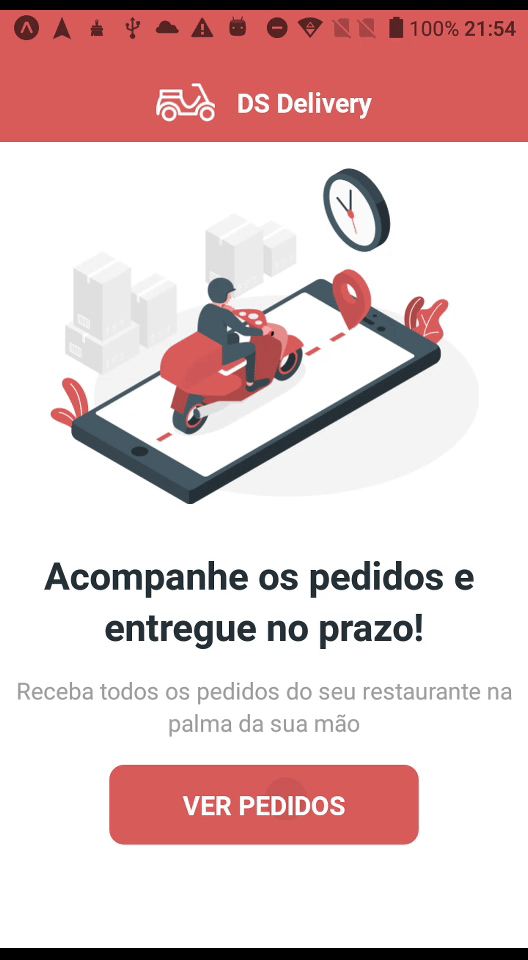 100% 21:54
DS Delivery
Acompanhe os pedidos e
entregue no prazo!
Receba todos os pedidos do seu restaurante na
palma da sua mão
VER PEDIDOS